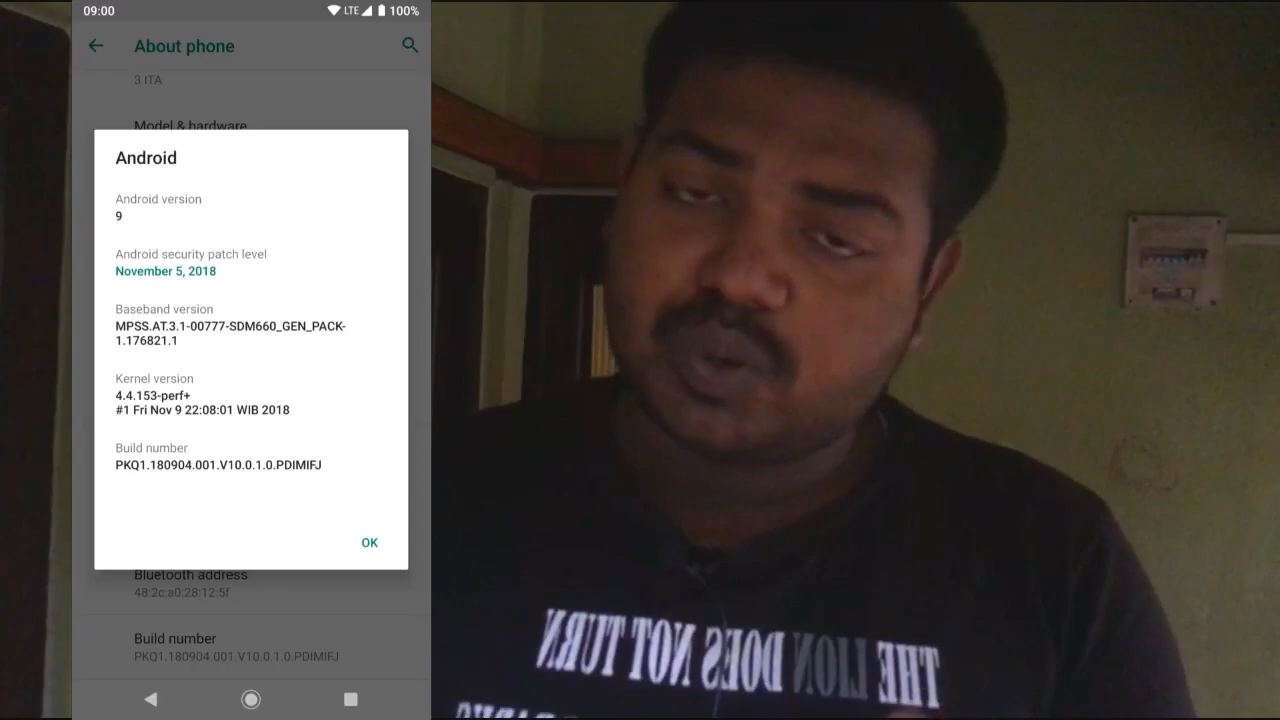 09:00
LTE
100%
About phone
3 ITA
Model & hardware
Android
Android version
9
Android security patch level
November 5, 2018
Baseband version
MPSS.AT.3.1-00777-SDM660_GEN_PACK-
1.176821.1
Kernel version
4.4.153-perf+
#1 Fri Nov 9 22:08:01 WIB 2018
Build number
PKQ1.180904.001.V10.0.1.0.PDIMIFJ
OK
Bluetooth address
48:2c:a0:28:12:5f
Build number
PKQ1.180904.001.V10.0.1.0.PDIMIFJ
THE LION DOES NOT TURN